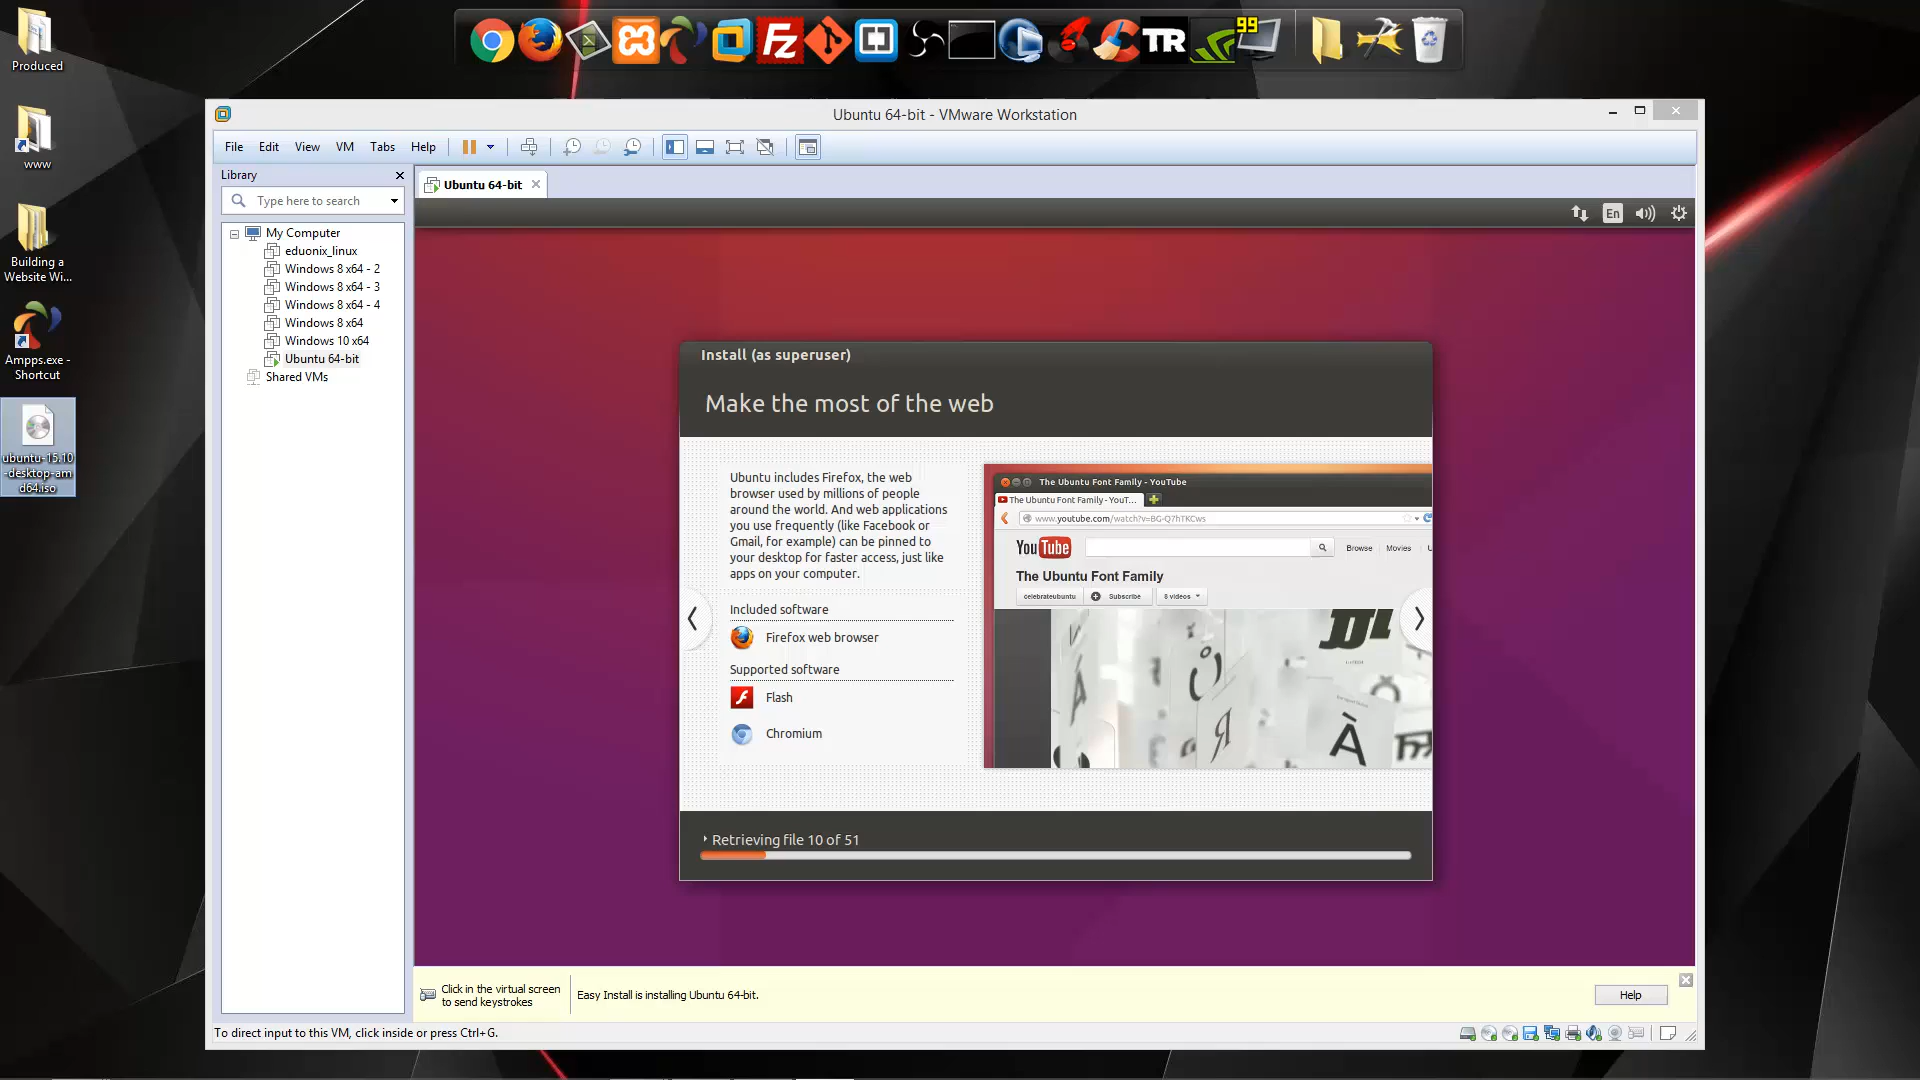 Produced
www
Building a
Website Wi...
Ampps.exe -
Shortcut
ubuntu-15.10
-desktop-am
d64.iso
Fz
TR
99
Ubuntu 64-bit - VMware Workstation
File Edit View VM Tabs Help
Library
Type here to search
My Computer
eduonix_linux
Windows 8 x64 - 2
Windows 8 x64 - 3
Windows 8 x64 - 4
Windows 8 x64
Windows 10 x64
Ubuntu 64-bit
Shared VMs
Ubuntu 64-bit
En
Install (as superuser)
Make the most of the web
Ubuntu includes Firefox, the web
browser used by millions of people
around the world. And web applications
you use frequently (like Facebook or
Gmail, for example) can be pinned to
your desktop for faster access, just like
apps on your computer.
Included software
Firefox web browser
Supported software
Flash
Chromium
The Ubuntu Font Family - YouTube
The Ubuntu Font Family - YouT...
www.youtube.com/watch?v=BG-Q7hTKCws
YouTube
Browse Movies U
The Ubuntu Font Family
celebrateubuntu Subscribe 8 videos
Я
À
Retrieving file 10 of 51
Click in the virtual screen
to send keystrokes
Easy Install is installing Ubuntu 64-bit.
Help
To direct input to this VM, click inside or press Ctrl+G.